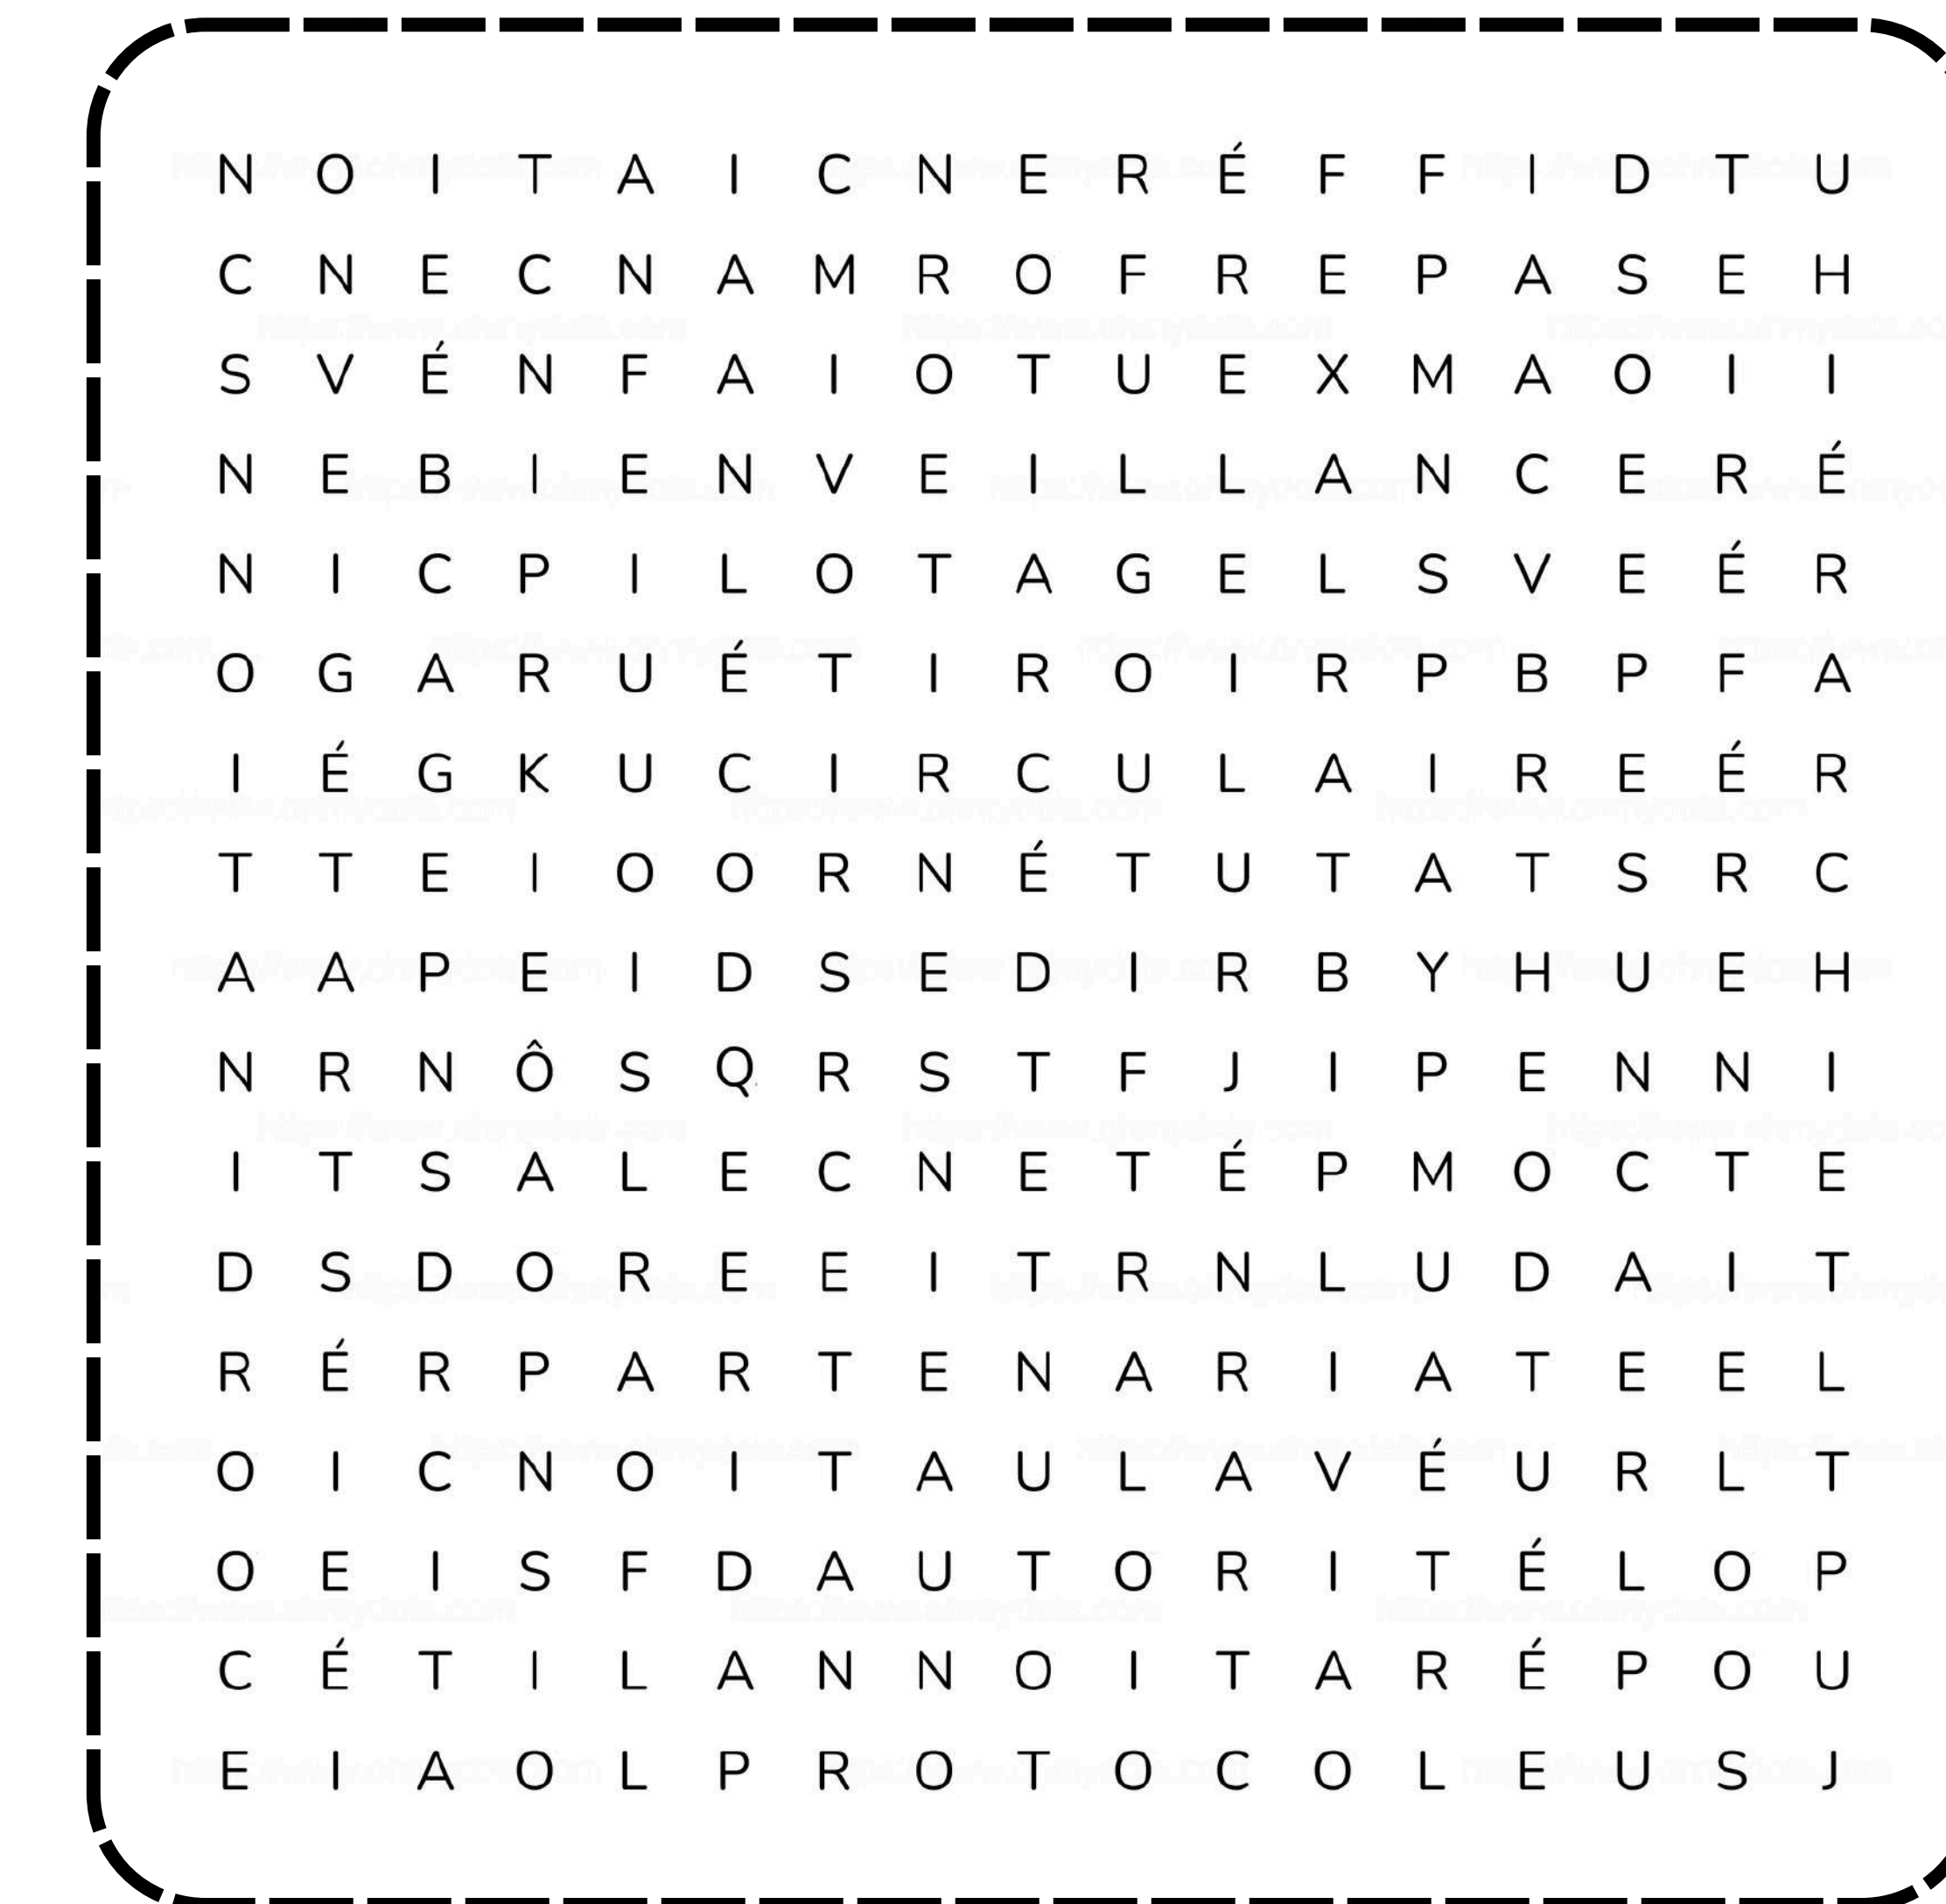 N O I T A I C N E R É F F I D T U
C N E C N A M R O F R E P A S E H
S V É N F A I O T U E X M A O I I
N E B I E N V E I L L A N C E R É
N I C P I L O T A G E L S V E É R
O G A R U É T I R O I R P B P F A
I É G K U C I R C U L A I R E É R
T T E I O O R N É T U T A T S R C
A A P E I D S E D I R B Y H U E H
N R N Ô S Q R S T F J I P E N N I
I T S A L E C N E T É P M O C T E
D S D O R E E I T R N L U D A I T
R É R P A R T E N A R I A T E E L
O I C N O I T A U L A V É U R L T
O E I S F D A U T O R I T É L O P
C É T I L A N N O I T A R É P O U
E I A O L P R O T O C O L E U S J